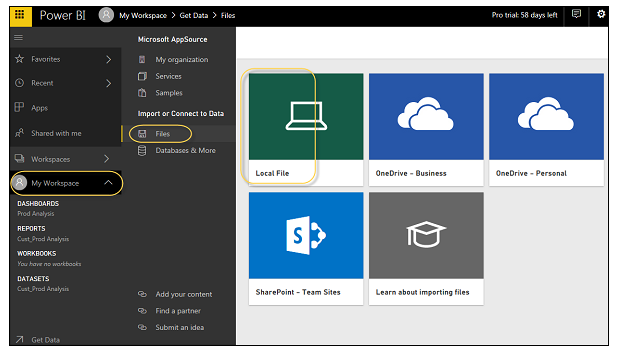 Power BI
My Workspace > Get Data > Files
Pro trial: 58 days left
Favorites
Recent
Apps
Shared with me
Workspaces
My Workspace
DASHBOARDS
Prod Analysis
REPORTS
Cust_Prod Analysis
WORKBOOKS
You have no workbooks
DATASETS
Cust_Prod Analysis
Get Data
Microsoft AppSource
My organization
Services
Samples
Import or Connect to Data
Files
Databases & More
Add your content
Find a partner
Submit an idea
Local File
OneDrive – Business
OneDrive – Personal
S
SharePoint – Team Sites
Learn about importing files